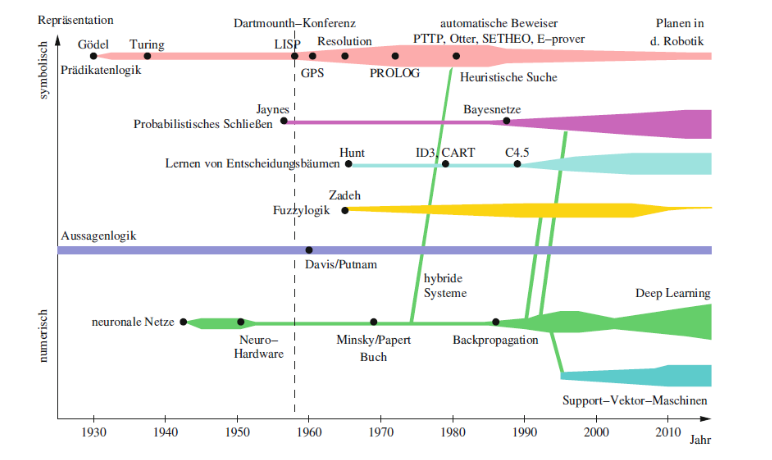 Repräsentation
Dartmouth–Konferenz
automatische Beweiser
Planen in
symbolisch
Gödel
Turing
LISP
Resolution
PTTP, Otter, SETHEO, E–prover
d. Robotik
Prädikatenlogik
GPS
PROLOG
Heuristische Suche
Jaynes
Bayesnetze
Probabilistisches Schließen
Hunt
ID3, CART
C4.5
Lernen von Entscheidungsbäumen
Zadeh
Fuzzylogik
Aussagenlogik
Davis/Putnam
hybride
Systeme
Deep Learning
numerisch
neuronale Netze
Neuro–
Hardware
Minsky/Papert
Buch
Backpropagation
Support–Vektor–Maschinen
1930
1940
1950
1960
1970
1980
1990
2000
2010
Jahr